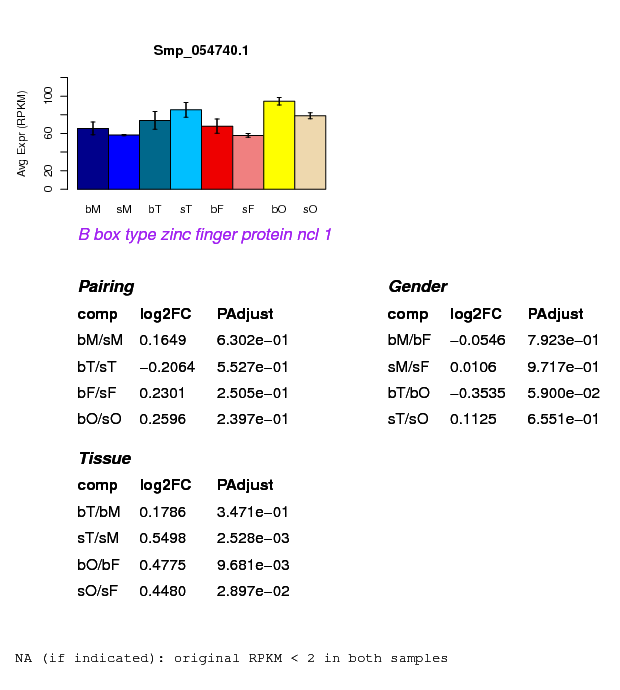 Smp_054740.1
Avg Expr (RPKM)
100
60
20
0
bM sM bT sT bF sF bO sO
B box type zinc finger protein ncl 1
Pairing
comp log2FC PAdjust
bM/sM 0.1649 6.302e−01
bT/sT −0.2064 5.527e−01
bF/sF 0.2301 2.505e−01
bO/sO 0.2596 2.397e−01
Gender
comp log2FC PAdjust
bM/bF −0.0546 7.923e−01
sM/sF 0.0106 9.717e−01
bT/bO −0.3535 5.900e−02
sT/sO 0.1125 6.551e−01
Tissue
comp log2FC PAdjust
bT/bM 0.1786 3.471e−01
sT/sM 0.5498 2.528e−03
bO/bF 0.4775 9.681e−03
sO/sF 0.4480 2.897e−02
NA (if indicated): original RPKM < 2 in both samples